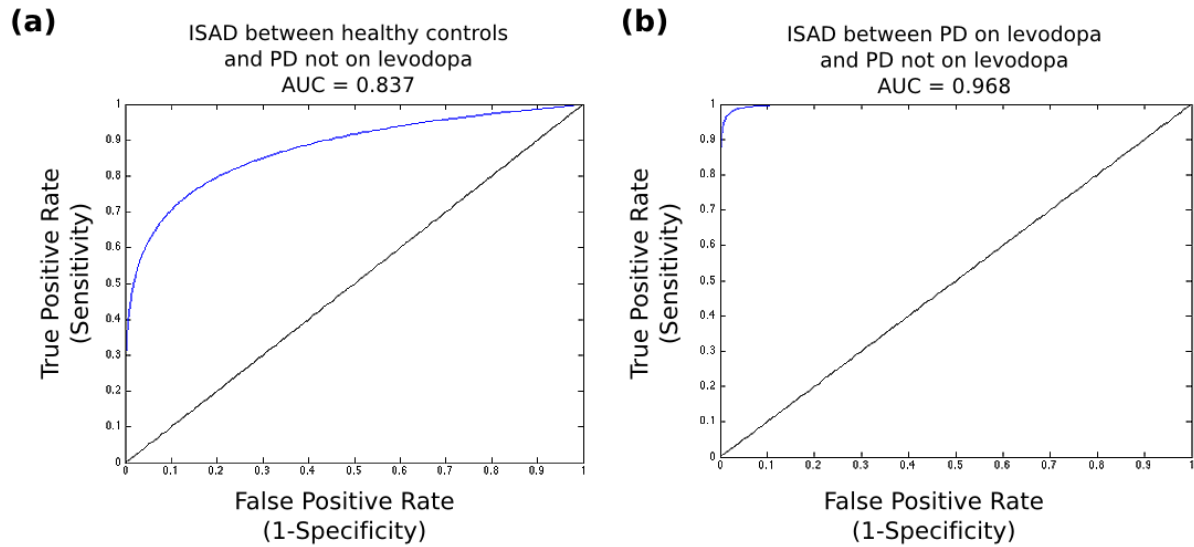 (a)
ISAD between healthy controls
and PD not on levodopa
AUC = 0.837
True Positive Rate
(Sensitivity)
1
0.9
0.8
0.7
0.6
0.5
0.4
0.3
0.2
0.1
0
0 0.1 0.2 0.3 0.4 0.5 0.6 0.7 0.8 0.9 1
False Positive Rate
(1-Specificity)
(b)
ISAD between PD on levodopa
and PD not on levodopa
AUC = 0.968
True Positive Rate
(Sensitivity)
1
0.9
0.8
0.7
0.6
0.5
0.4
0.3
0.2
0.1
0
0 0.1 0.2 0.3 0.4 0.5 0.6 0.7 0.8 0.9 1
False Positive Rate
(1-Specificity)